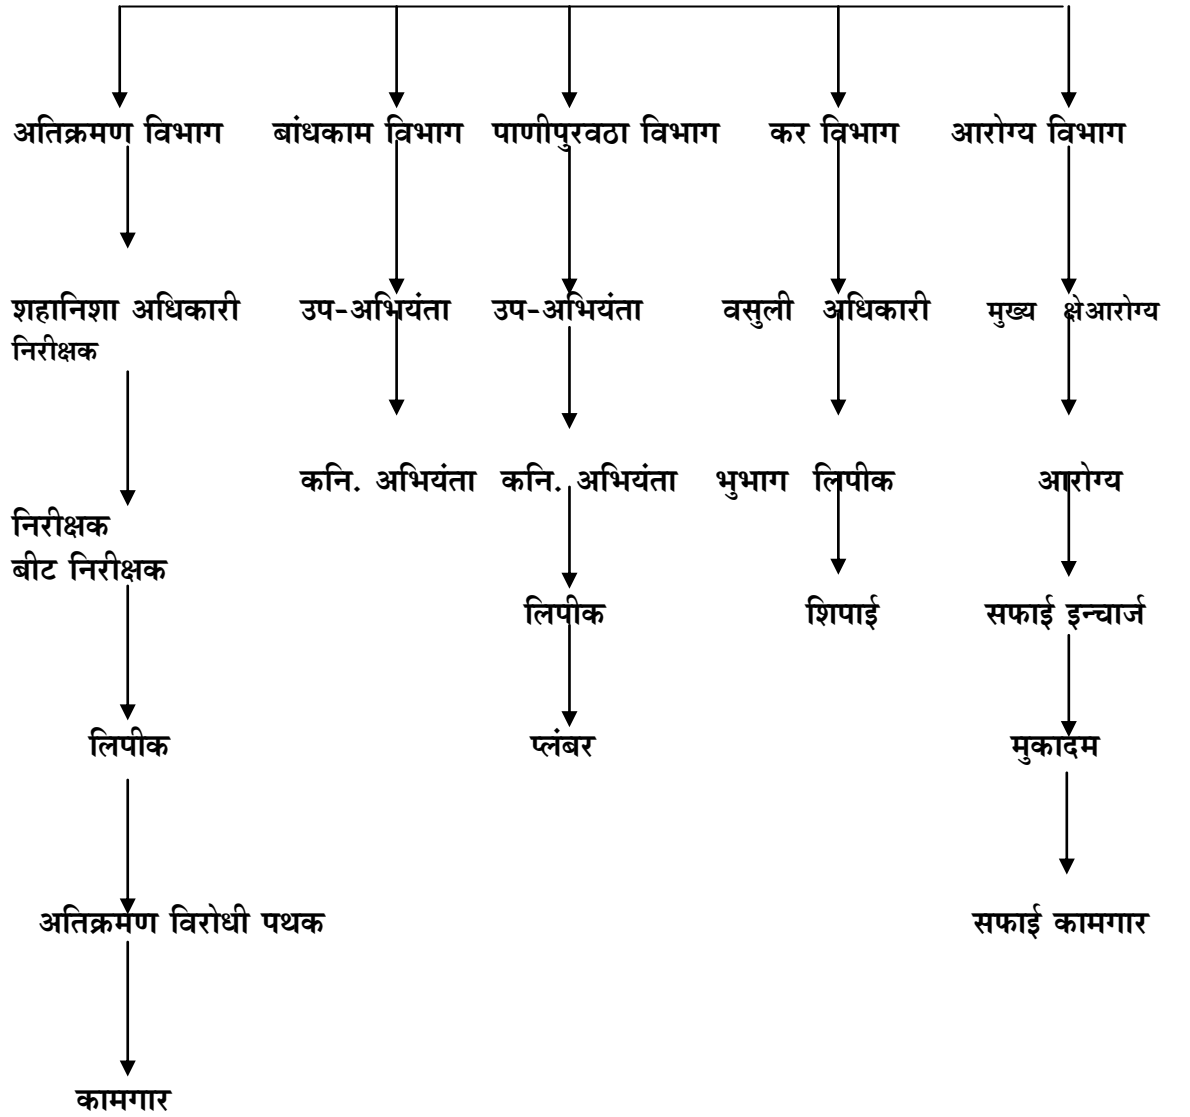 अतिक्रमण विभाग बांधकाम विभाग पाणीपुरवठा विभाग कर विभाग आरोग्य विभाग
शहानिशा अधिकारी उप-अभियंता उप-अभियंता वसुली अधिकारी मुख्य क्षेआरोग्य
निरीक्षक
कनि. अभियंता कनि. अभियंता भुभाग लिपीक आरोग्य
निरीक्षक
बीट निरीक्षक
लिपीक शिपाई सफाई इन्चार्ज
लिपीक प्लंबर मुकादम
अतिक्रमण विरोधी पथक सफाई कामगार
कामगार